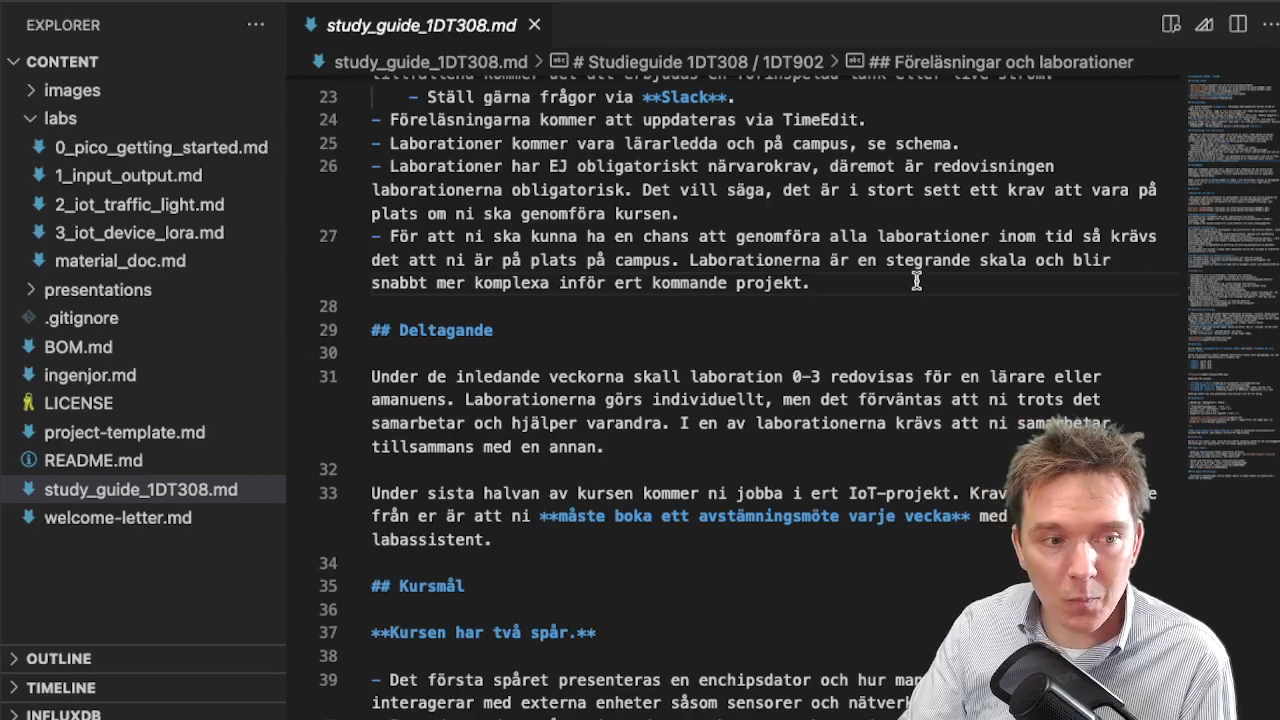 EXPLORER
study_guide_1DT308.md
CONTENT
study_guide_1DT308.md > # Studieguide 1DT308 / 1DT902 > ## Föreläsningar och laborationer
images
labs
0_pico_getting_started.md
1_input_output.md
2_iot_traffic_light.md
3_iot_device_lora.md
material_doc.md
presentations
.gitignore
BOM.md
ingenjor.md
LICENSE
project-template.md
README.md
study_guide_1DT308.md
welcome-letter.md
OUTLINE
TIMELINE
INFLUXDB
23 - Ställ gärna frågor via **Slack**.
24 - Föreläsningar kommer att uppdateras via TimeEdit.
25 - Laborationer kommer vara lärarledda och på campus, se schema.
26 - Laborationerna har Ej obligatoriskt närvarokrav, däremot är redovisningen
laborationerna obligtorisk. Det vill säga, det är i stort sett ett krav att vara på
plats om ni ska genomföra kursen.
27 - För att ni ska ha en chans att genomföra alla laborationer inom tid så krävs
det att ni är på plats på campus. Laborationerna är en stegrande skala och blir
snabbt mer komplexa inför ert kommande projekt.
28
29 ## Deltagande
30
31 Under de inledande veckorna skall laboration 0-3 redovisas för en lärare eller
amanuens. Laborationerna görs individuellt, men det förväntas att ni trots det
samarbetar och hjälper varandra. I en av laborationerna krävs att ni samarbetar
tillsammans med en annan.
32
33 Under sista halvan av kursen kommer ni jobba i ert IoT-projekt.
från er är att ni **måste boka ett avstämningsmöte varje vecka** med
labassistent.
34
35 ## Kursmål
36
37 **Kursen har två spår.**
38
39 - Det första spåret presenteras en enchipsdator och hur man
interagerar med externa enheter såsom sensorer och